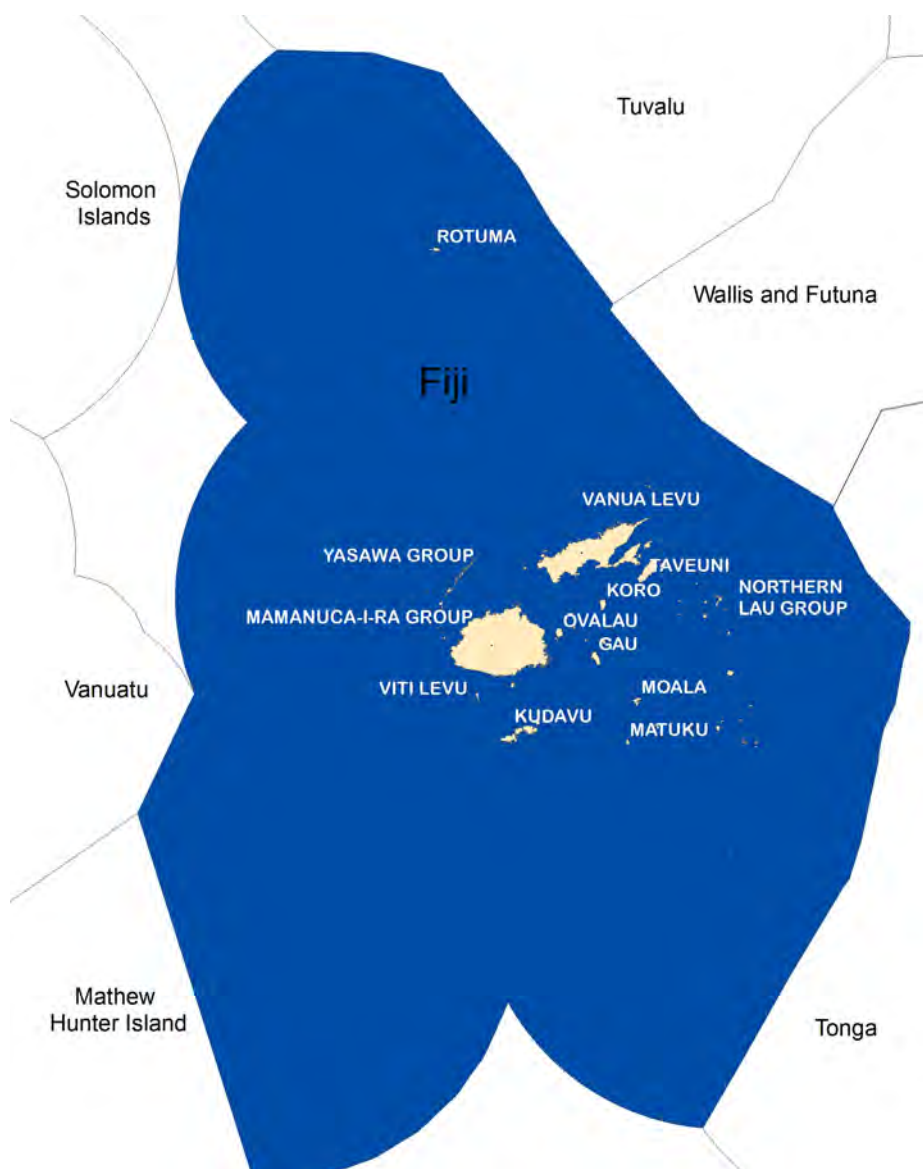 Tuvalu
Solomon
Islands
ROTUMA
Wallis and Futuna
Fiji
VANUA LEVU
YASAWA GROUP
TAVEUNI
KORO
NORTHERN
LAU GROUP
MAMANUCA-I-RA GROUP
OVALAU
GAU
Vanuatu
VITI LEVU
MOALA
KUDAVU
MATUKU
Mathew
Hunter Island
Tonga